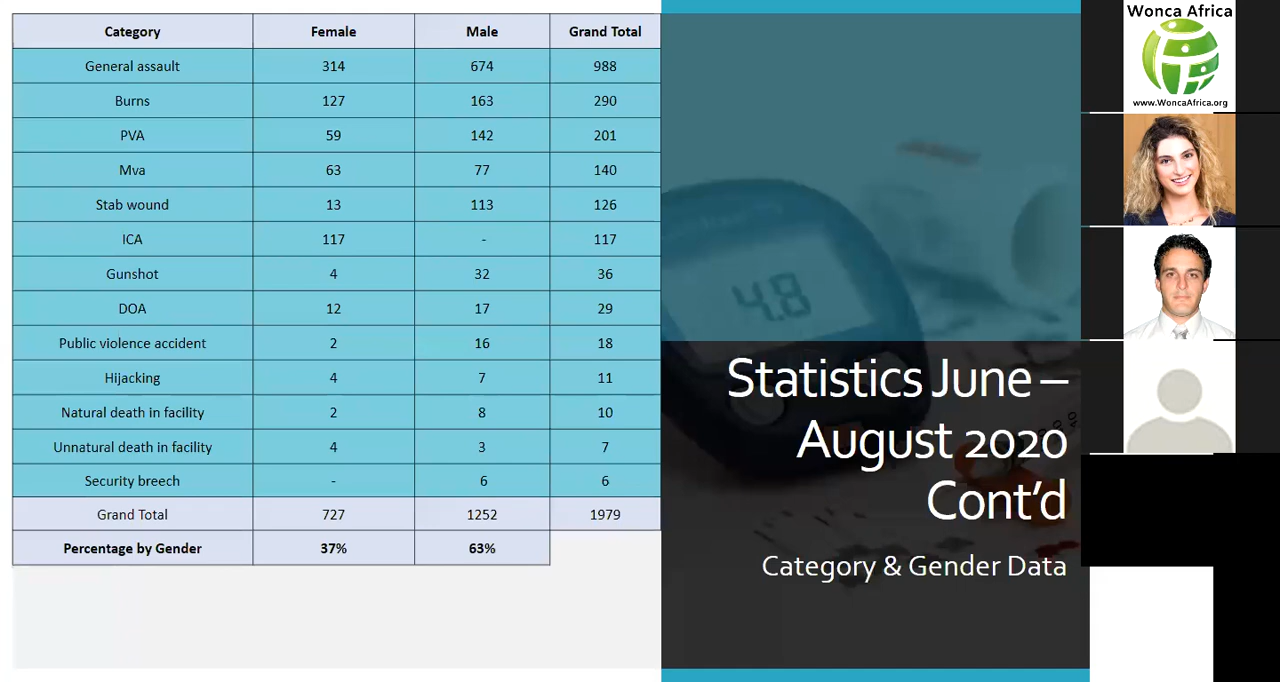 Category Female Male Grand Total
General assault 314 674 988
Burns 127 163 290
PVA 59 142 201
Mva 63 77 140
Stab wound 13 113 126
ICA 117 - 117
Gunshot 4 32 36
DOA 12 17 29
Public violence accident 2 16 18
Hijacking 4 7 11
Natural death in facility 2 8 10
Unnatural death in facility 4 3 7
Security breech - 6 6
Grand Total 727 1252 1979
Percentage by Gender 37% 63%
4.8
Statistics June –
August 2020
Cont’d
Category & Gender Data
Wonca Africa
www.WoncaAfrica.org